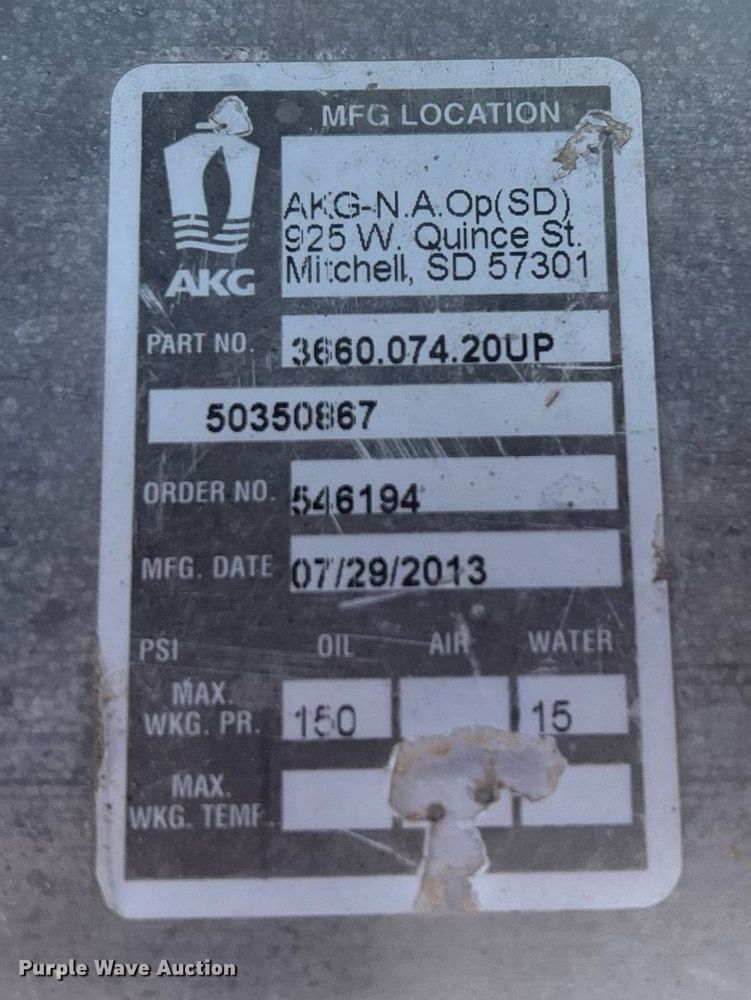 MFG LOCATION
AKG-N.A.Op(SD)
925 W. Quince St.
Mitchell, SD 57301
AKG
PART NO. 3660.074.20UP
50350867
ORDER NO. 546194
MFG. DATE 07/29/2013
PSI OIL AIR WATER
MAX.
WKG. PR. 150 15
MAX.
WKG. TEMP.
Purple Wave Auction